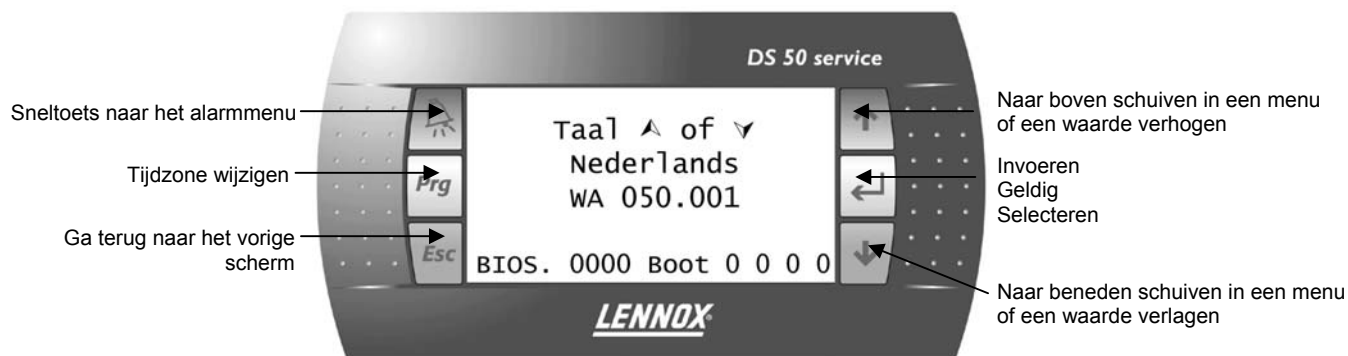 DS 50 service
Sneltoets naar het alarmmenu
Tijdzone wijzigen
Ga terug naar het vorige
scherm
Prg
Esc
Taal ⮝ of ⮟
Nederlands
WA 050.001
BIOS. 0000 Boot 0 0 0 0
Naar boven schuiven in een menu
of een waarde verhogen
Invoeren
Geldig
Selecteren
Naar beneden schuiven in een menu
of een waarde verlagen
LENNOX